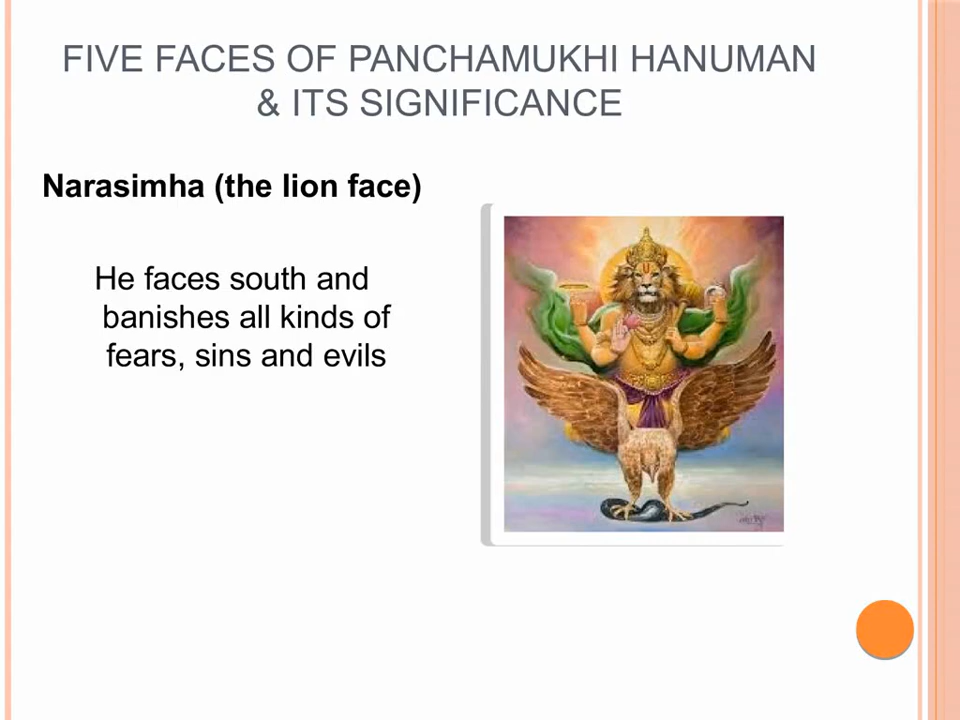 FIVE FACES OF PANCHAMUKHI HANUMAN
& ITS SIGNIFICANCE
Narasimha (the lion face)
He faces south and
banishes all kinds of
fears, sins and evils